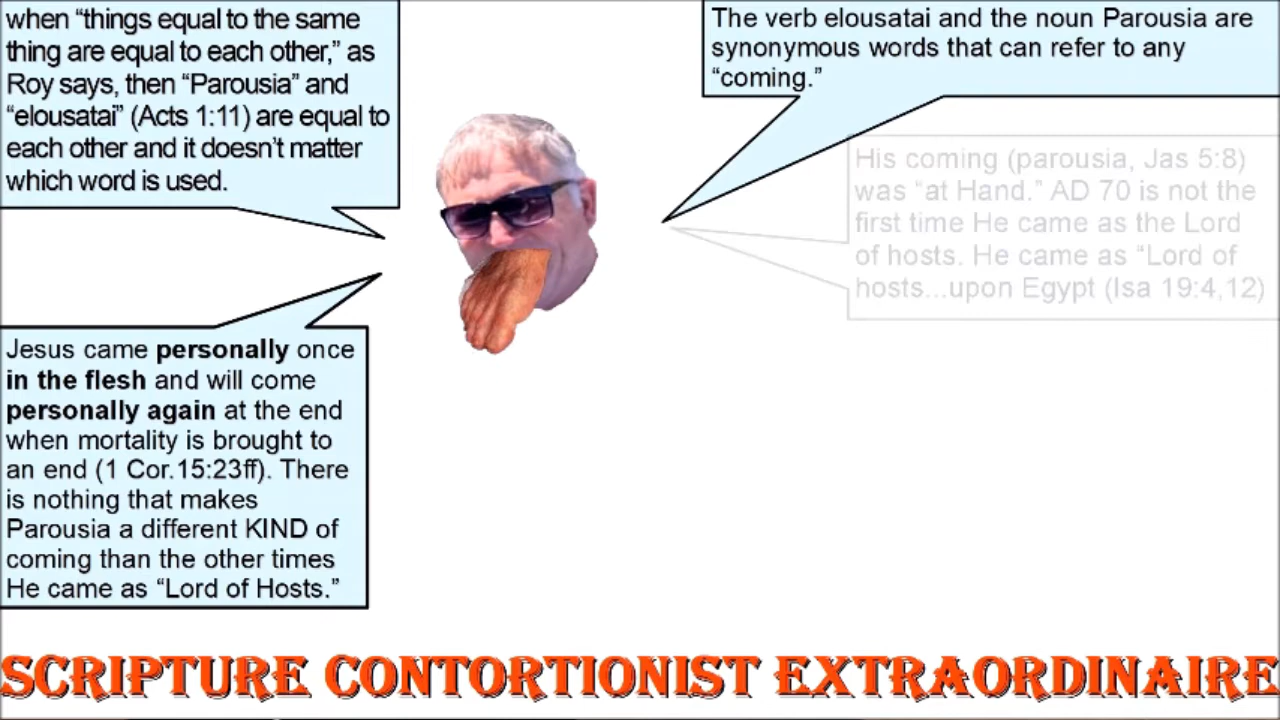 when “things equal to the same
thing are equal to each other,” as
Roy says, then “Parousia” and
“elousatai” (Acts 1:11) are equal to
each other and it doesn’t matter
which word is used.
The verb elousatai and the noun Parousia are
synonymous words that can refer to any
“coming.”
His coming (parousia, Jas 5:8)
was “at Hand.” AD 70 is not the
first time He came as the Lord
of hosts. He came as “Lord of
hosts...upon Egypt (Isa 19:4,12)
Jesus came personally once
in the flesh and will come
personally again at the end
when mortality is brought to
an end (1 Cor.15:23ff). There
is nothing that makes
Parousia a different KIND of
coming than the other times
He came as “Lord of Hosts.”
SCRIPTURE CONTORTIONIST EXTRAORDINAIRE